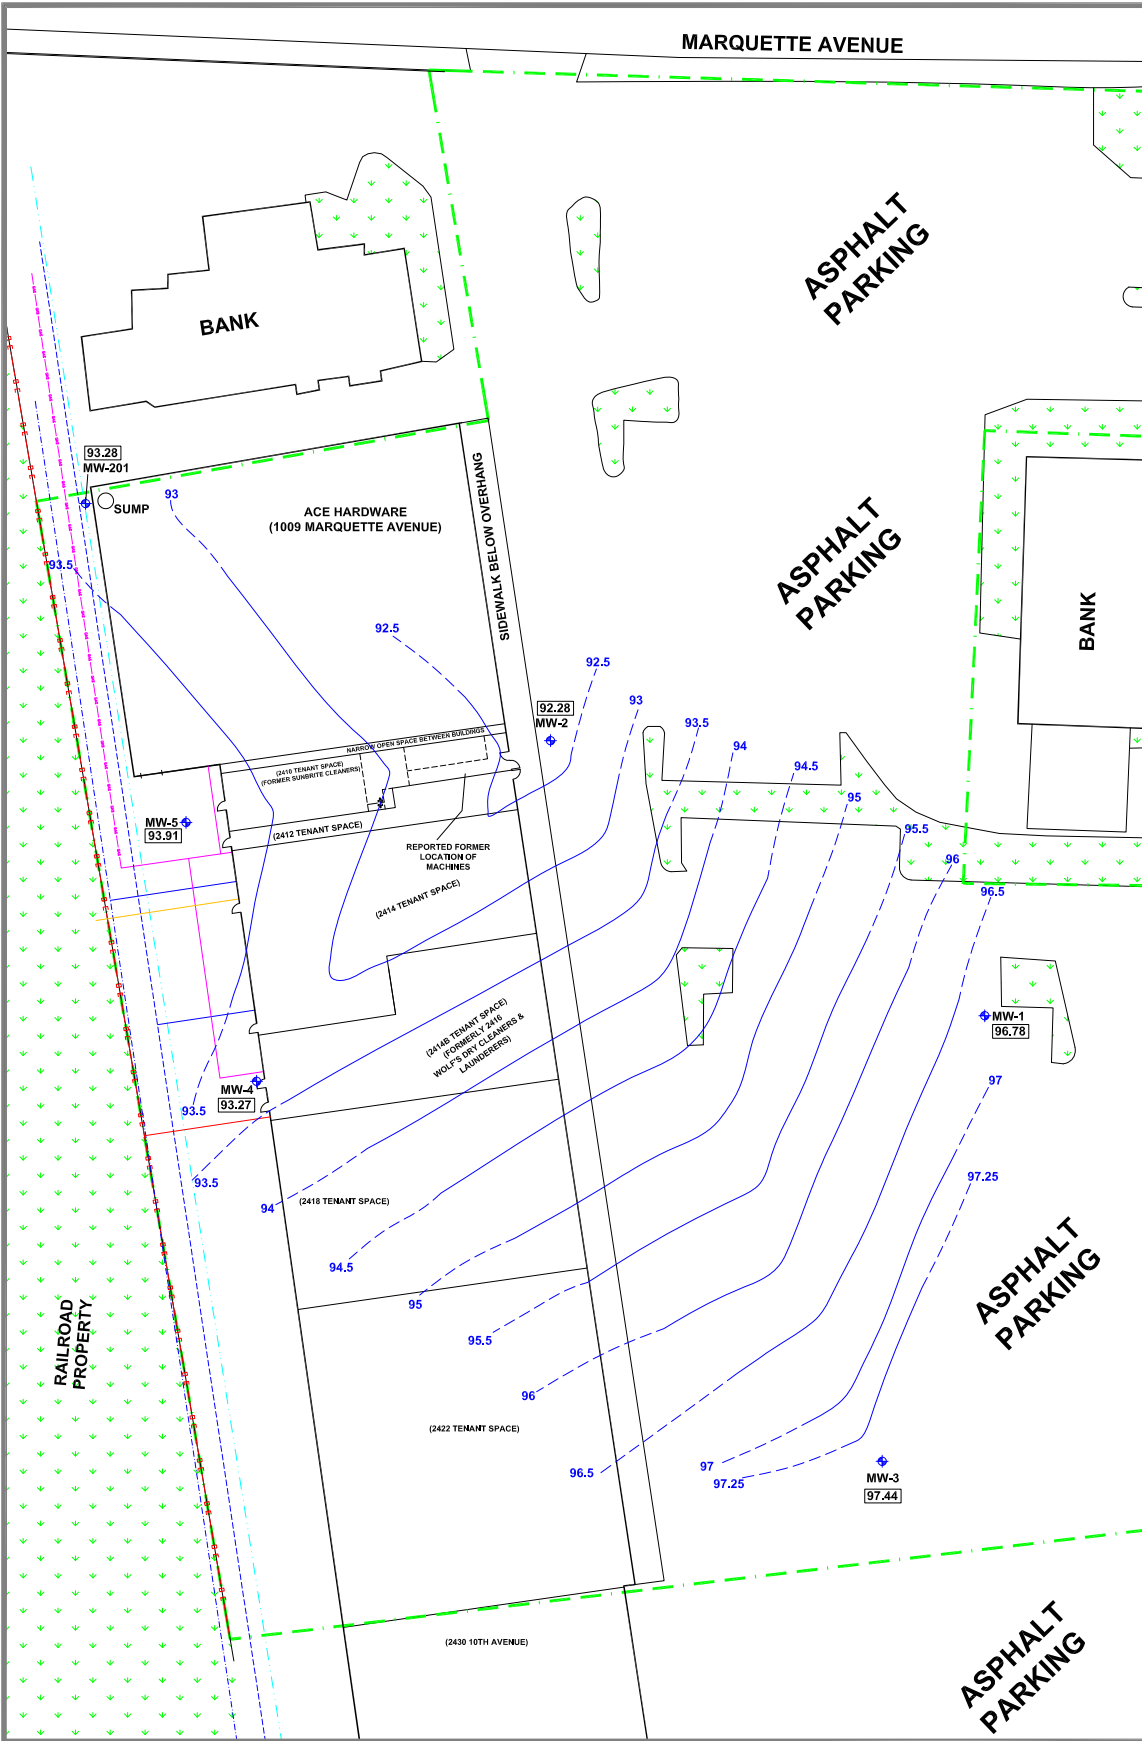 MARQUETTE AVENUE
ASPHALT
PARKING
BANK
93.28
MW-201
SUMP
93
ACE HARDWARE
(1009 MARQUETTE AVENUE)
SIDEWALK BELOW OVERHANG
ASPHALT
PARKING
BANK
93.5
92.5
92.5
92.28
MW-2
93
93.5
94
94.5
95
95.5
96
96.5
NARROW OPEN SPACE BETWEEN BUILDINGS
(2410 TENANT SPACE)
(FORMER SUNBRITE CLEANERS)
MW-5
93.91
(2412 TENANT SPACE)
REPORTED FORMER
LOCATION OF
MACHINES
(2414 TENANT SPACE)
(2414B TENANT SPACE)
(FORMERLY 2416
WOLF'S DRY CLEANERS &
LAUNDERERS)
MW-1
96.78
MW-4
93.27
93.5
97
93.5
94
(2418 TENANT SPACE)
97.25
94.5
95
95.5
96
ASPHALT
PARKING
RAILROAD
PROPERTY
(2422 TENANT SPACE)
96.5
97
97.25
MW-3
97.44
(2430 10TH AVENUE)
ASPHALT
PARKING